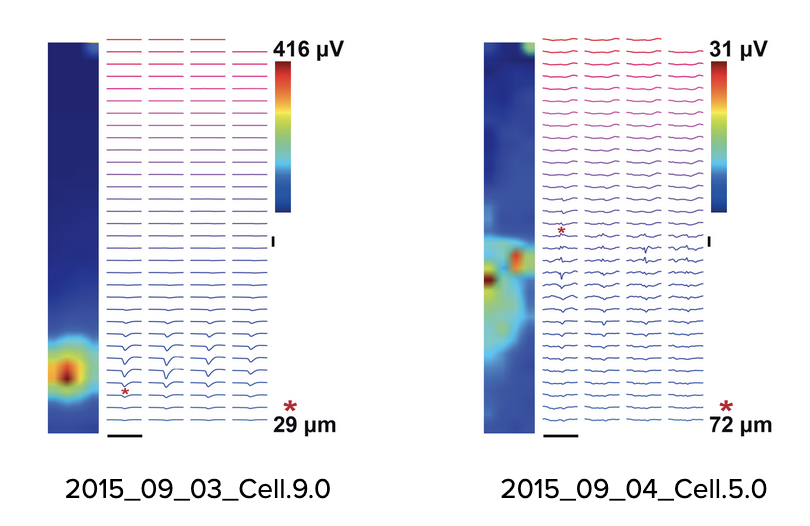 416 µV
31 µV
*
*
*
29 µm
*
72 µm
2015_09_03_Cell.9.0
2015_09_04_Cell.5.0